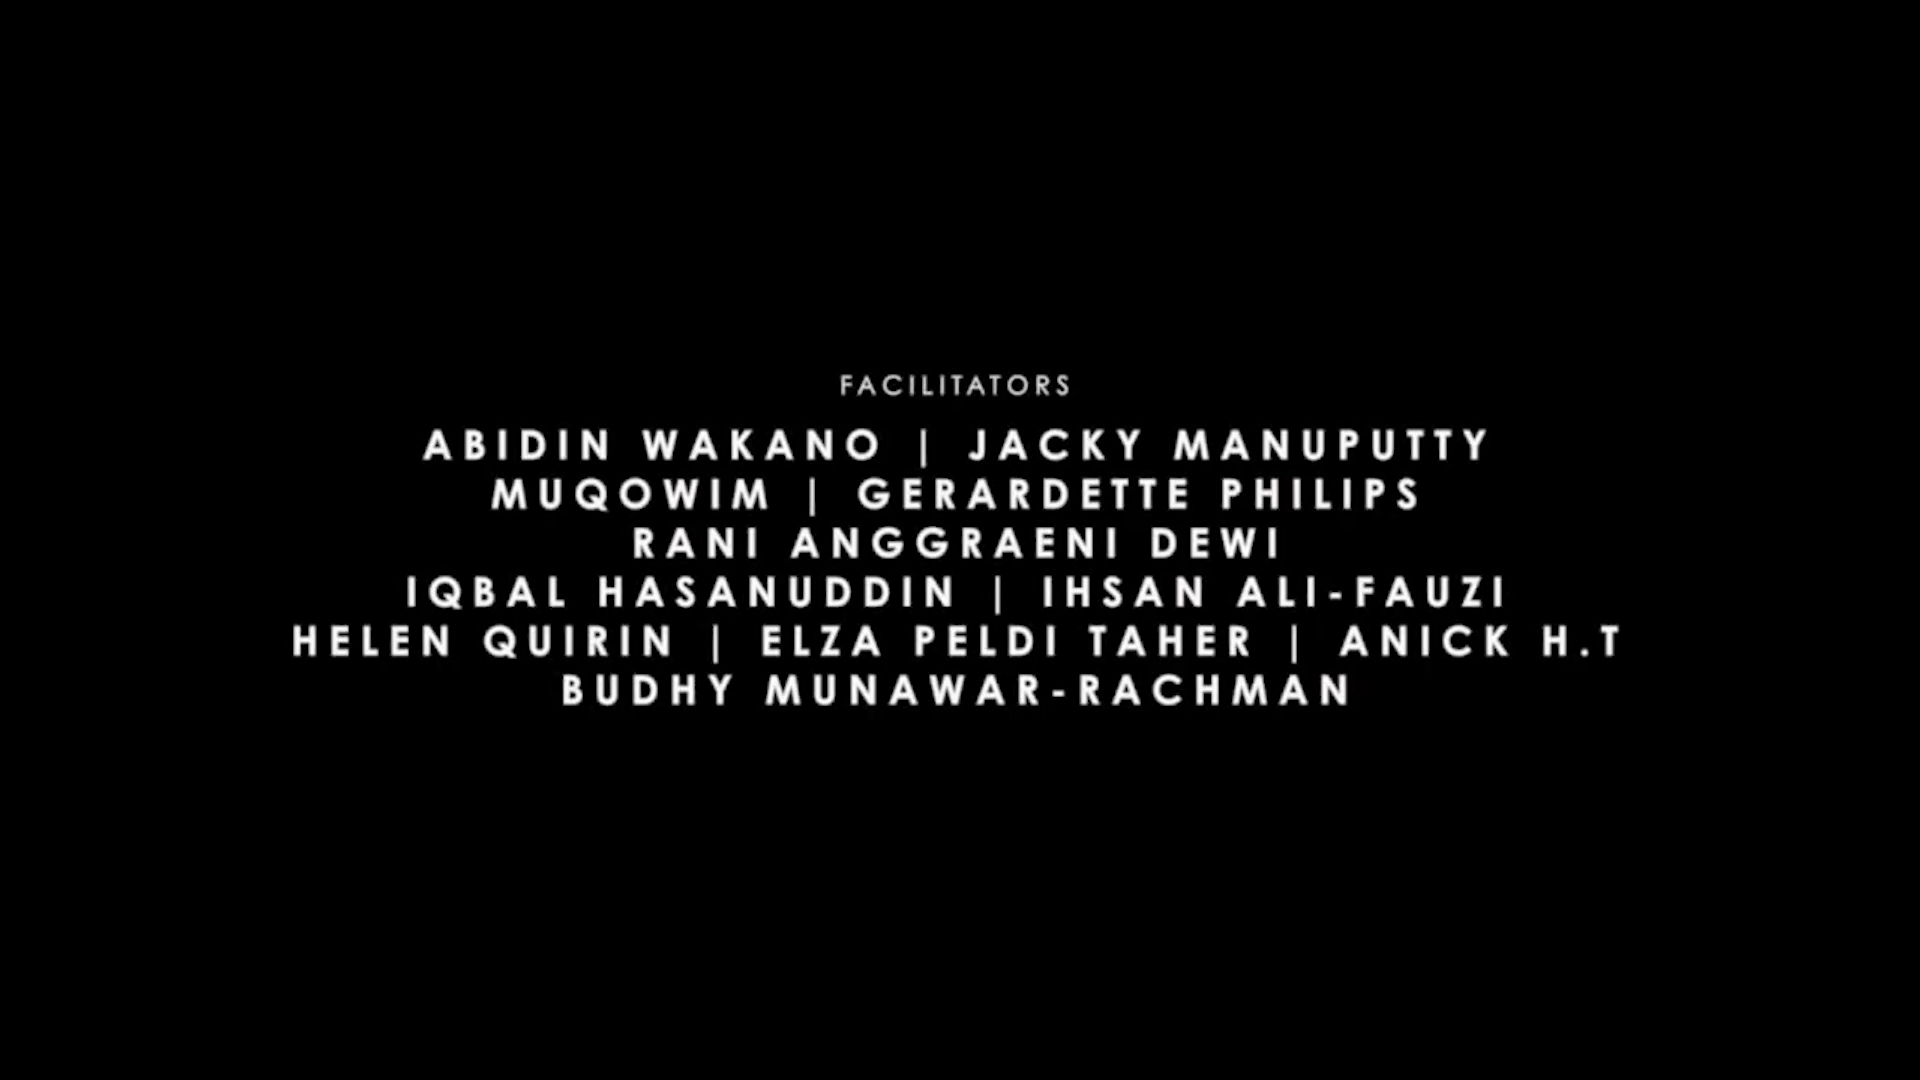 FACILITATORS
ABIDIN WAKANO | JACKY MANUPUTTY
MUQOWIM | GERARDETTE PHILIPS
RANI ANGGRAENI DEWI
IQBAL HASANUDDIN | IHSAN ALI-FAUZI
HELEN QUIRIN | ELZA PELDI TAHER | ANICK H.T
BUDHY MUNAWAR-RACHMAN